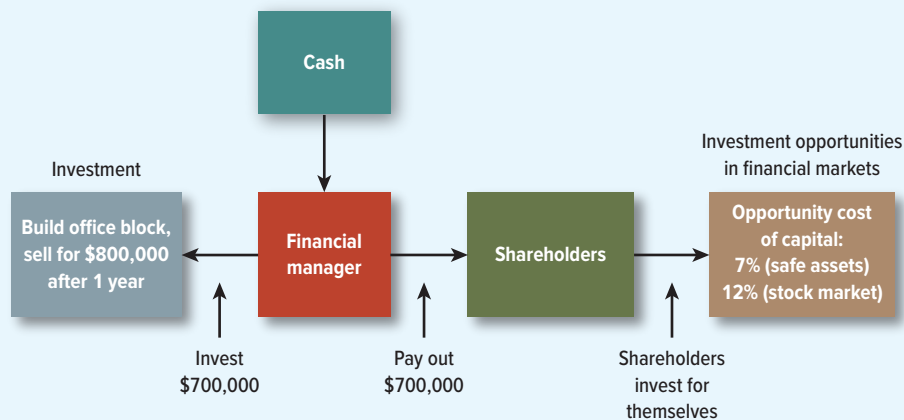 Cash
Investment
Build office block,
sell for $800,000
after 1 year
Financial
manager
Shareholders
Investment opportunities
in financial markets
Opportunity cost
of capital:
7% (safe assets)
12% (stock market)
Invest
$700,000
Pay out
$700,000
Shareholders
invest for
themselves